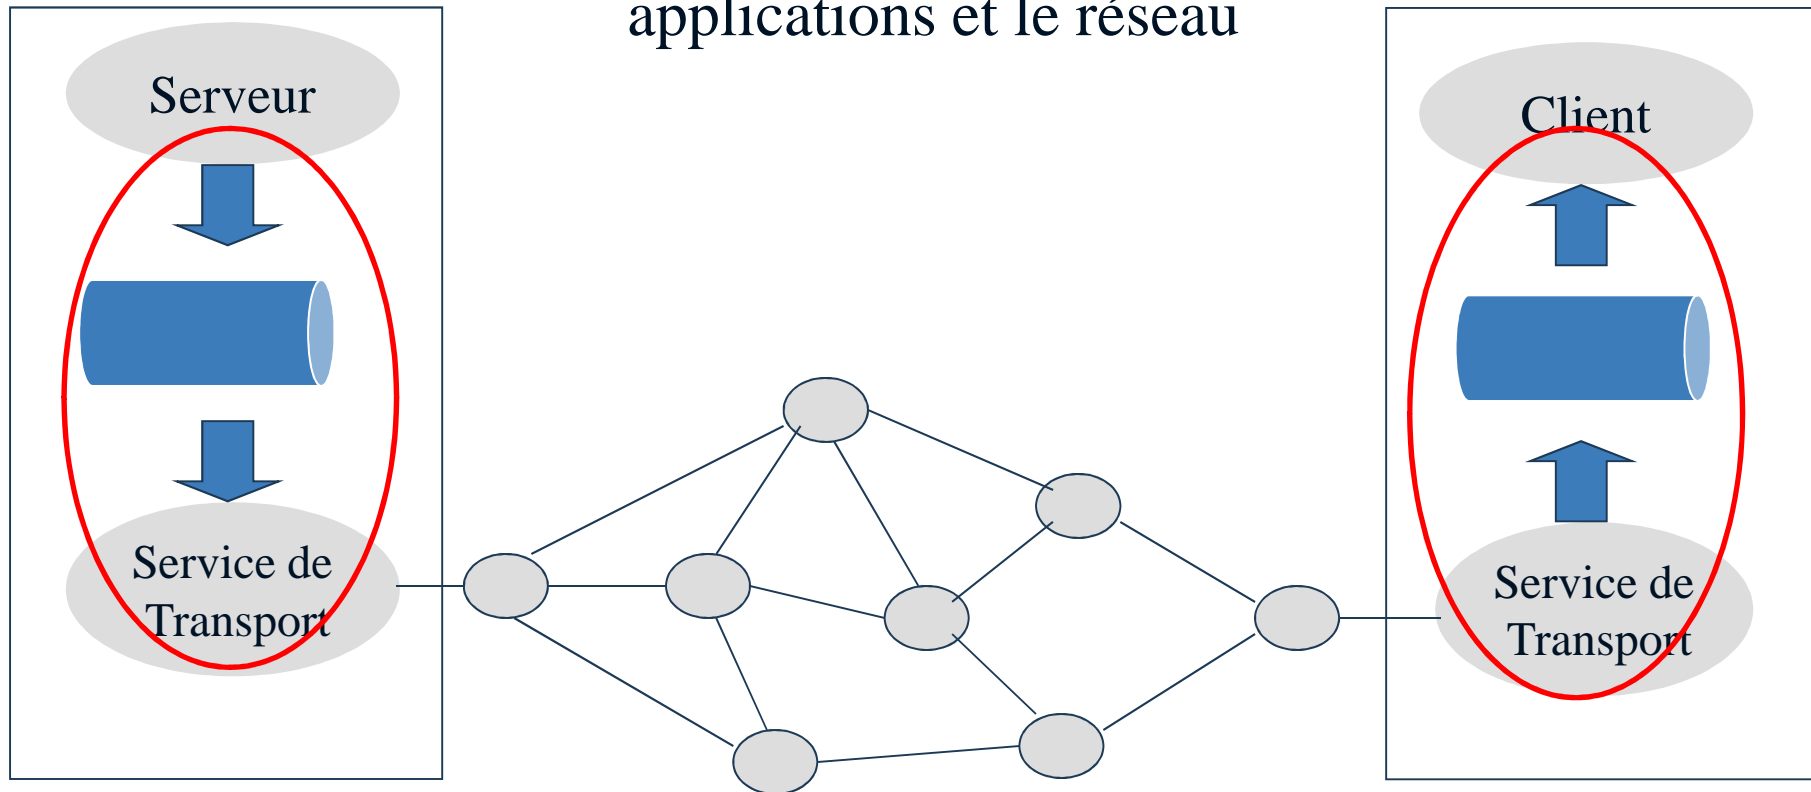 applications et le réseau
Serveur
Client
Service de
Transport
Service de
Transport